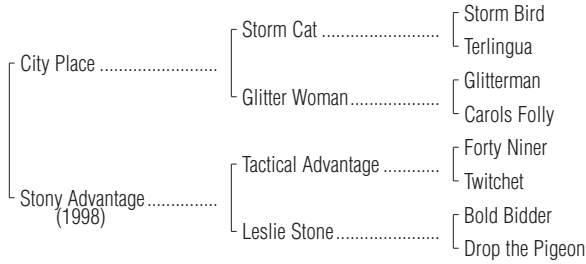 Storm Bird
Storm Cat ............................
Terlingua
City Place ............................
Glitterman
Glitter Woman .....................
Carols Folly
Forty Niner
Tactical Advantage .............
Twitchet
Stony Advantage ................
(1998)
Bold Bidder
Leslie Stone .........................
Drop the Pigeon